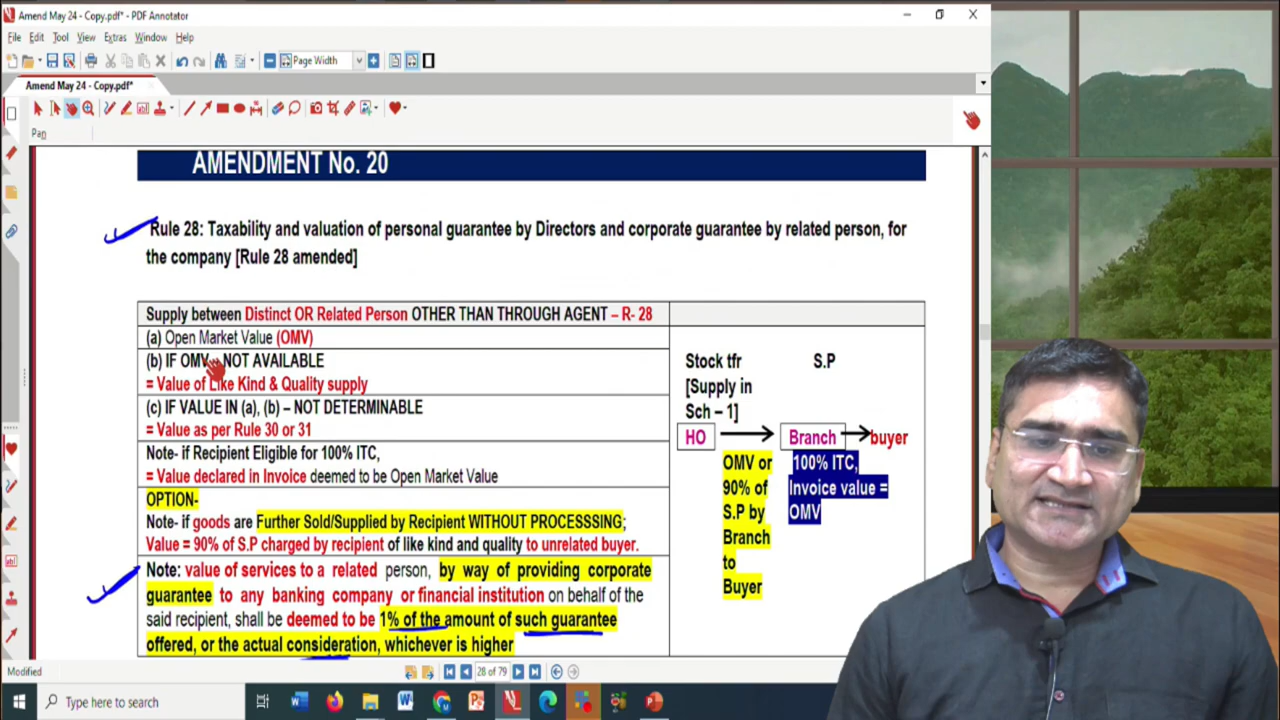 Amend May 24 - Copy.pdf* - PDF Annotator
File Edit Tool View Extras Window Help
Page Width
Amend May 24 - Copy.pdf*
Pan
AMENDMENT No. 20
Rule 28: Taxability and valuation of personal guarantee by Directors and corporate guarantee by related person, for
the company [Rule 28 amended]
Supply between Distinct OR Related Person OTHER THAN THROUGH AGENT – R- 28
(a) Open Market Value (OMV)
(b) IF OMV – NOT AVAILABLE
= Value of Like Kind & Quality supply
(c) IF VALUE IN (a), (b) – NOT DETERMINABLE
= Value as per Rule 30 or 31
Note- if Recipient Eligible for 100% ITC,
= Value declared in Invoice deemed to be Open Market Value
OPTION-
Note- if goods are Further Sold/Supplied by Recipient WITHOUT PROCESSSING;
Value = 90% of S.P charged by recipient of like kind and quality to unrelated buyer.
Note: value of services to a related person, by way of providing corporate
guarantee to any banking company or financial institution on behalf of the
said recipient, shall be deemed to be 1% of the amount of such guarantee
offered, or the actual consideration, whichever is higher
Stock tfr S.P
[Supply in
Sch – 1]
HO Branch buyer
OMV or 100% ITC,
90% of Invoice value =
S.P by OMV
Branch
to
Buyer
Modified 28 of 79
Type here to search